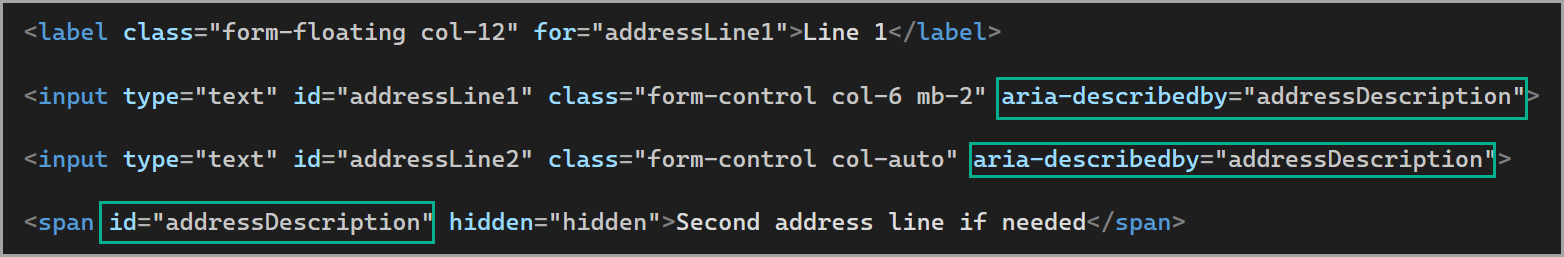 <label class="form-floating col-12" for="addressLine1">Line 1</label>
<input type="text" id="addressLine1" class="form-control col-6 mb-2" aria-describedby="addressDescription">
<input type="text" id="addressLine2" class="form-control col-auto" aria-describedby="addressDescription">
<span id="addressDescription" hidden="hidden">Second address line if needed</span>